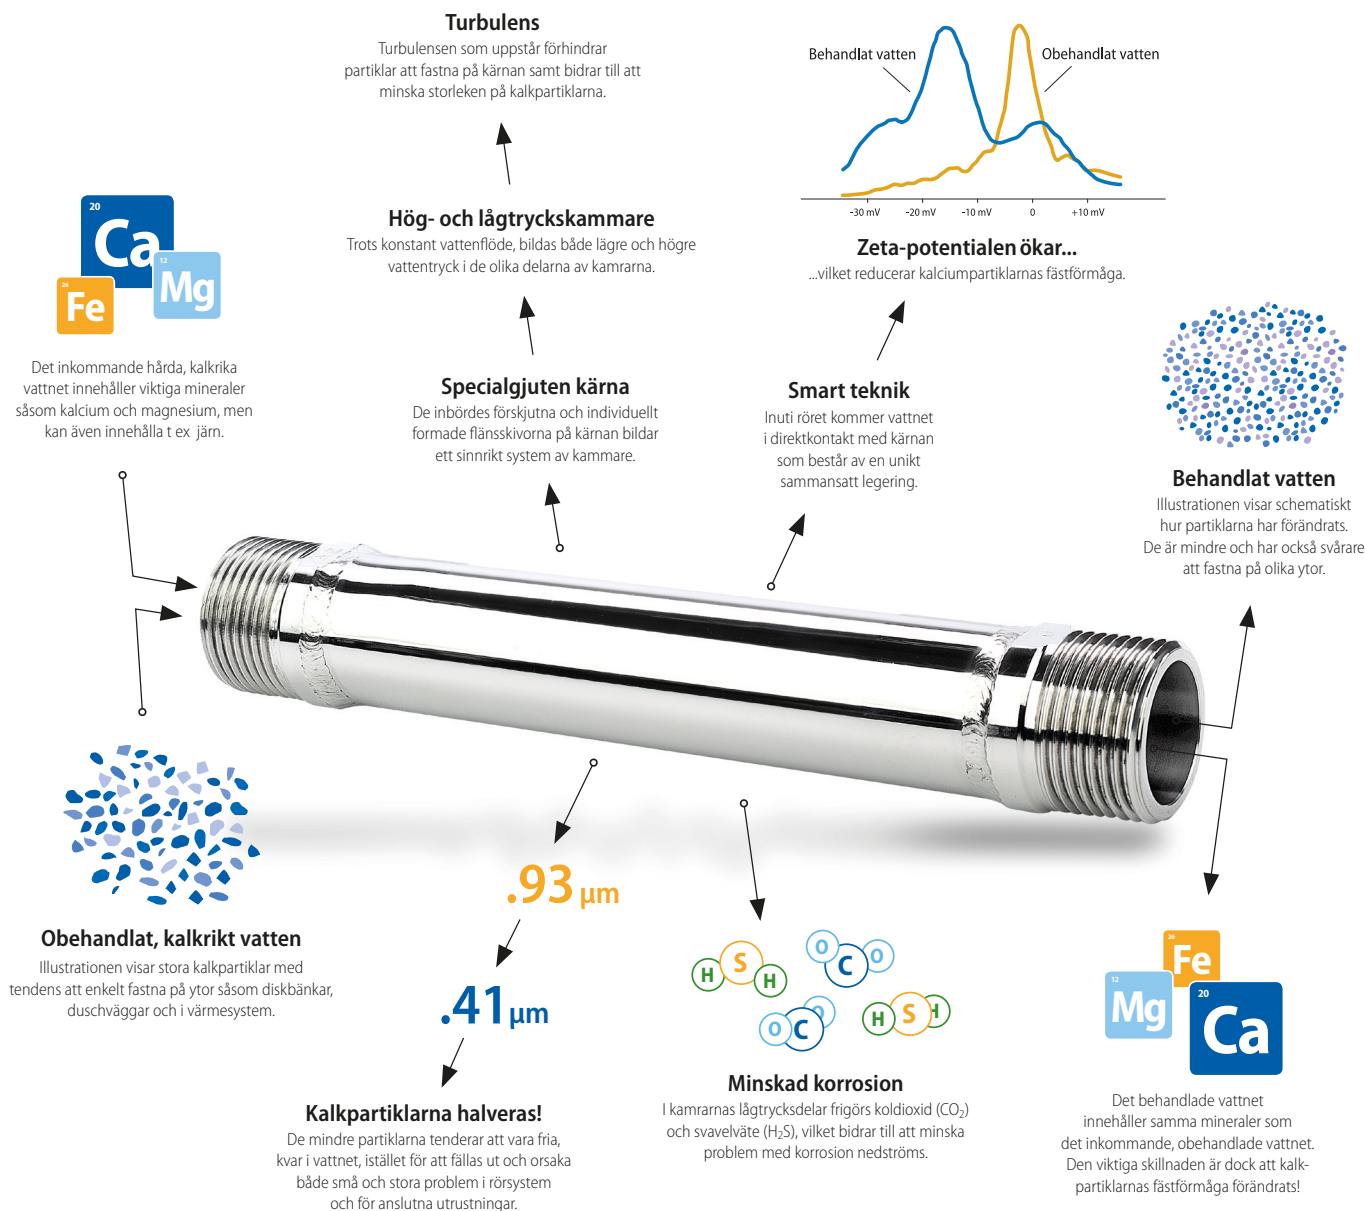 Turbulens
Turbulensen som uppstår förhindrar
partiklar att fastna på kärnan samt bidrar till att
minska storleken på kalkpartiklarna.
Behandlat vatten
Obehandlat vatten
-30 mV
-20 mV
-10 mV
0
+10 mV
Zeta-potentialen ökar...
...vilket reducerar kalciumpartiklarnas fästförmåga.
Hög- och lågtryckskammare
Trots konstant vattenflöde, bildas både lägre och högre
vattentryck i de olika delarna av kamrarna.
20
Ca
12
Mg
26
Fe
Det inkommande hårda, kalkrika
vattnet innehåller viktiga mineraler
såsom kalcium och magnesium, men
kan även innehålla t ex järn.
Specialgjuten kärna
De inbördes förskjutna och individuellt
formade flänsskivorna på kärnan bildar
ett sinnrikt system av kammare.
Smart teknik
Inuti röret kommer vattnet
i direktkontakt med kärnan
som består av en unikt
sammansatt legering.
Behandlat vatten
Illustrationen visar schematiskt
hur partiklarna har förändrats.
De är mindre och har också svårare
att fastna på olika ytor.
Obehandlat, kalkrikt vatten
Illustrationen visar stora kalkpartiklar med
tendens att enkelt fastna på ytor såsom diskbänkar,
duschväggar och i värmesystem.
.93 µm
.41 µm
Kalkpartiklarna halveras!
De mindre partiklarna tenderar att vara fria,
kvar i vattnet, istället för att fällas ut och orsaka
både små och stora problem i rörsystem
och för anslutna utrustningar.
H S H
O C O
O C O
H S H
Minskad korrosion
I kamrarnas lågtrycksdelar frigörs koldioxid (CO₂)
och svavelväte (H₂S), vilket bidrar till att minska
problem med korrosion nedströms.
26
Fe
12
Mg
20
Ca
Det behandlade vattnet
innehåller samma mineraler som
det inkommande, obehandlade vattnet.
Den viktiga skillnaden är dock att kalk-
partiklarnas fästförmåga förändrats!